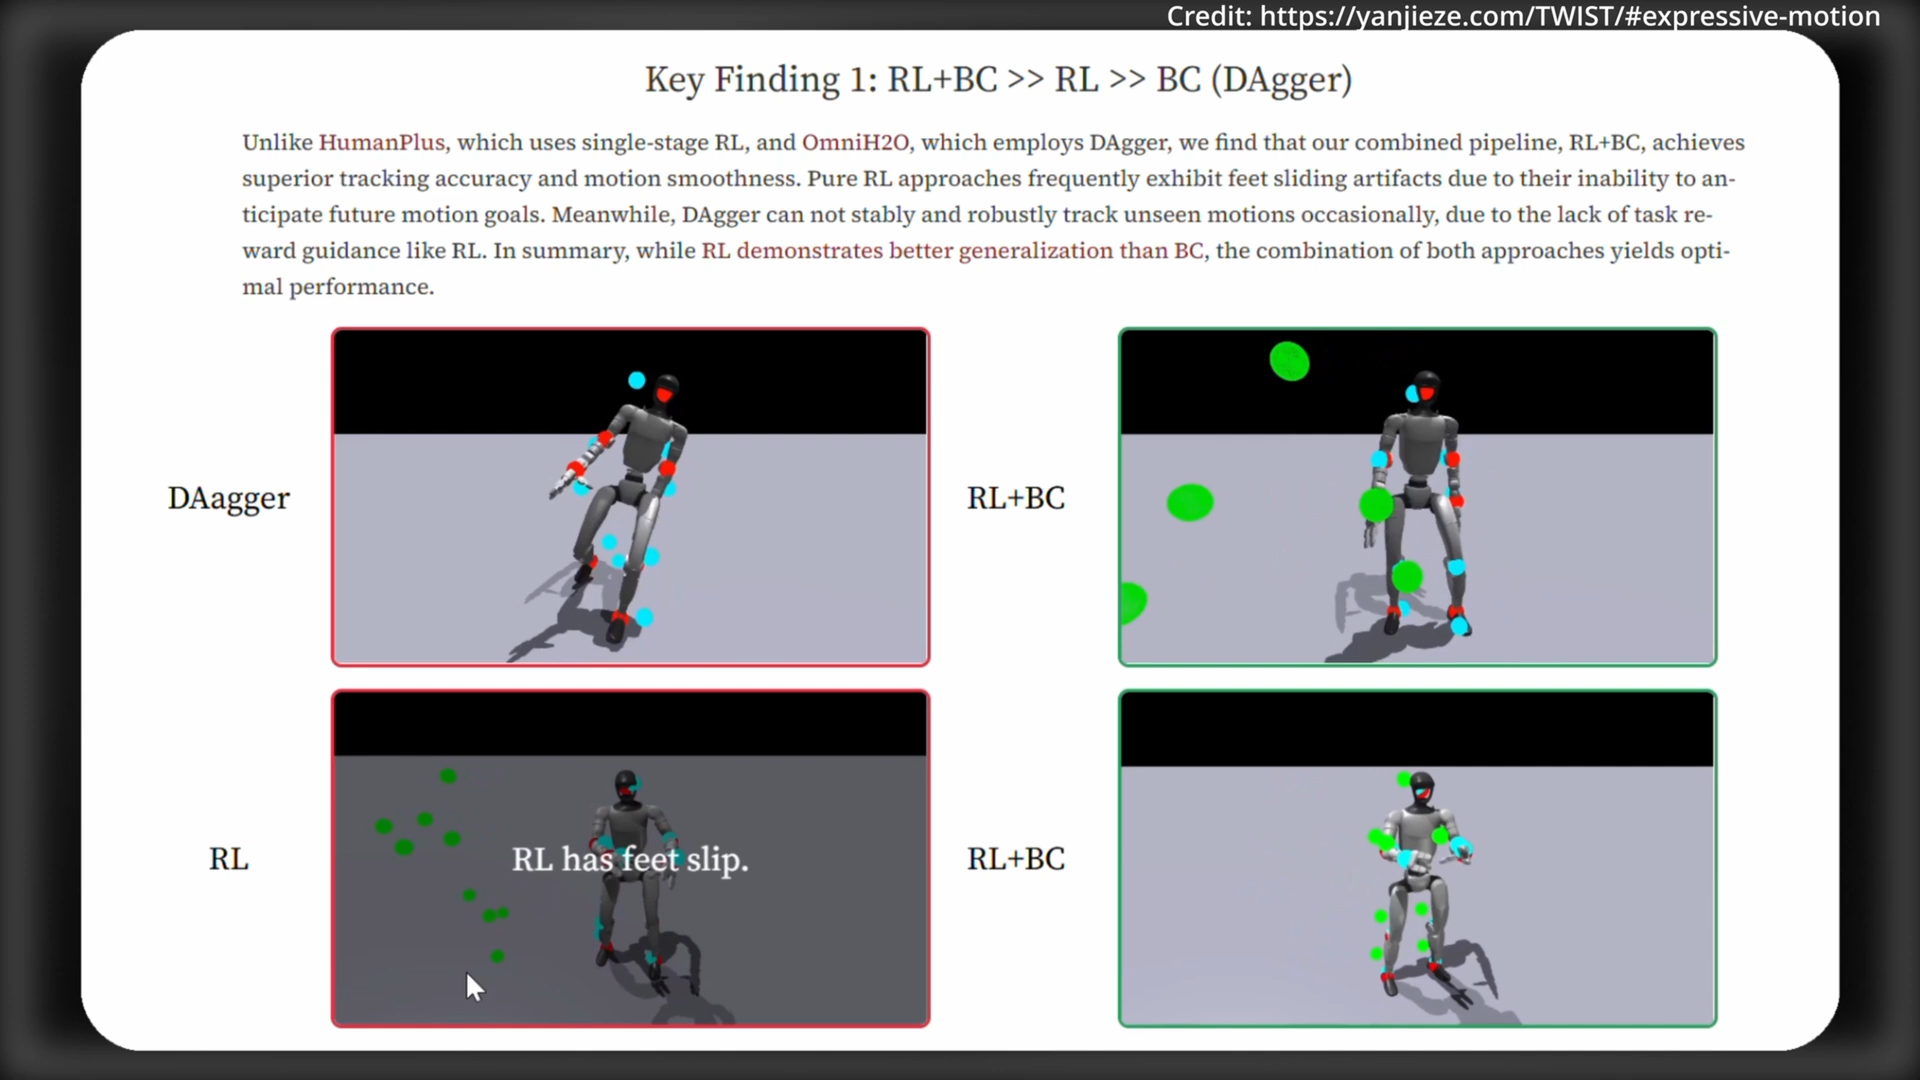 Credit: https://yanjieze.com/TWIST/#expressive-motion
Key Finding 1: RL+BC >> RL >> BC (DAgger)
Unlike HumanPlus, which uses single-stage RL, and OmniH2O, which employs DAgger, we find that our combined pipeline, RL+BC, achieves
superior tracking accuracy and motion smoothness. Pure RL approaches frequently exhibit feet sliding artifacts due to their inability to an-
ticipate future motion goals. Meanwhile, DAgger can not stably and robustly track unseen motions occasionally, due to the lack of task re-
ward guidance like RL. In summary, while RL demonstrates better generalization than BC, the combination of both approaches yields opti-
mal performance.
DAagger
RL+BC
RL
RL has feet slip.
RL+BC